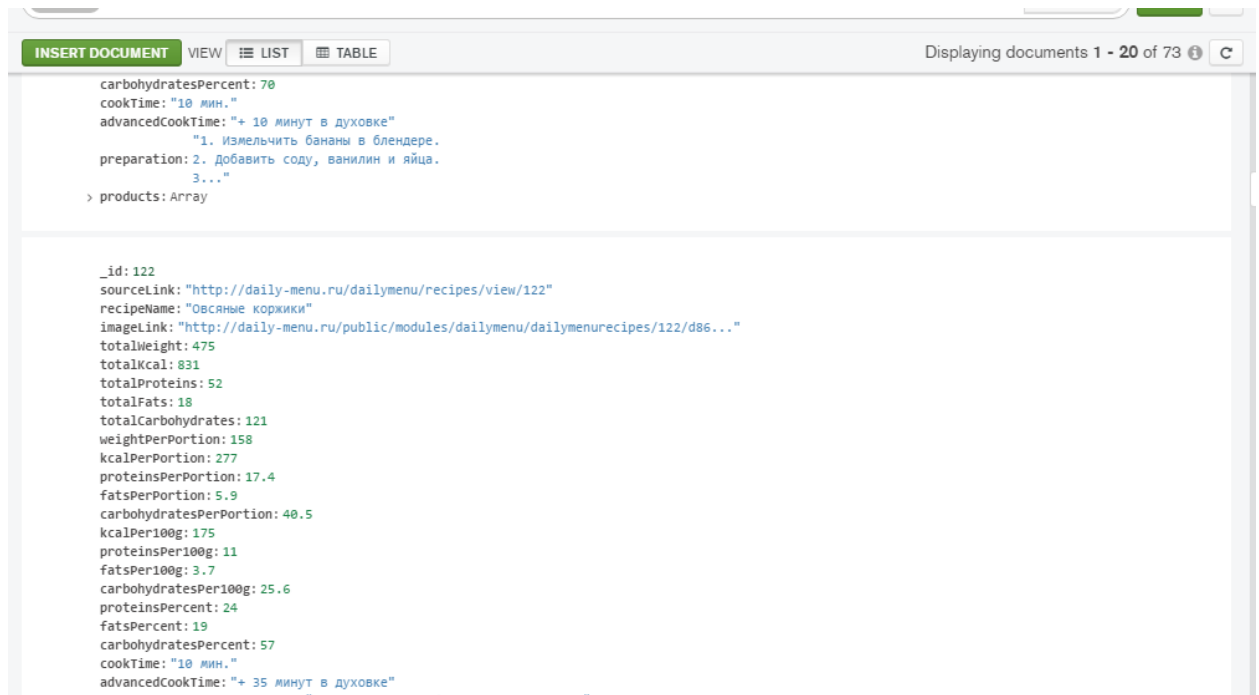 INSERT DOCUMENT VIEW LIST TABLE Displaying documents 1 - 20 of 73
carbohydratesPercent: 70
cookTime: "10 мин."
advancedCookTime: "+ 10 минут в духовке"
"1. Измельчить бананы в блендере.
preparation: 2. Добавить соду, ванилин и яйца.
3..."
> products: Array
_id: 122
sourceLink: "http://daily-menu.ru/dailymenu/recipes/view/122"
recipeName: "Овсяные коржики"
imageLink: "http://daily-menu.ru/public/modules/dailymenu/dailymenurecipes/122/d86..."
totalWeight: 475
totalKcal: 831
totalProteins: 52
totalFats: 18
totalCarbohydrates: 121
weightPerPortion: 158
kcalPerPortion: 277
proteinsPerPortion: 17.4
fatsPerPortion: 5.9
carbohydratesPerPortion: 40.5
kcalPer100g: 175
proteinsPer100g: 11
fatsPer100g: 3.7
carbohydratesPer100g: 25.6
proteinsPercent: 24
fatsPercent: 19
carbohydratesPercent: 57
cookTime: "10 мин."
advancedCookTime: "+ 35 минут в духовке"